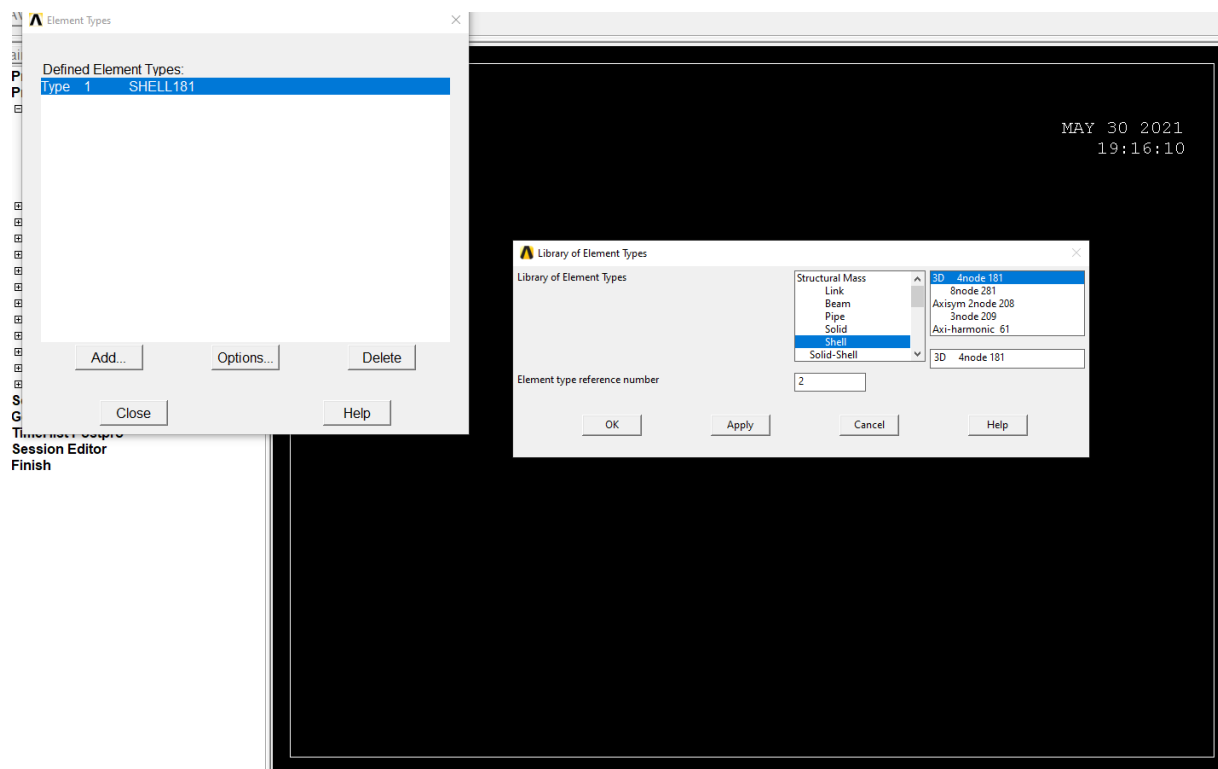 Element Types
Defined Element Types:
Type 1 SHELL181
Add... Options... Delete
Close Help
Session Editor
Finish
MAY 30 2021
19:16:10
Library of Element Types
Library of Element Types
Structural Mass
Link
Beam
Pipe
Solid
Shell
Solid-Shell
3D 4node 181
8node 281
Axisym 2node 208
3node 209
Axi-harmonic 61
3D 4node 181
Element type reference number
2
OK Apply Cancel Help